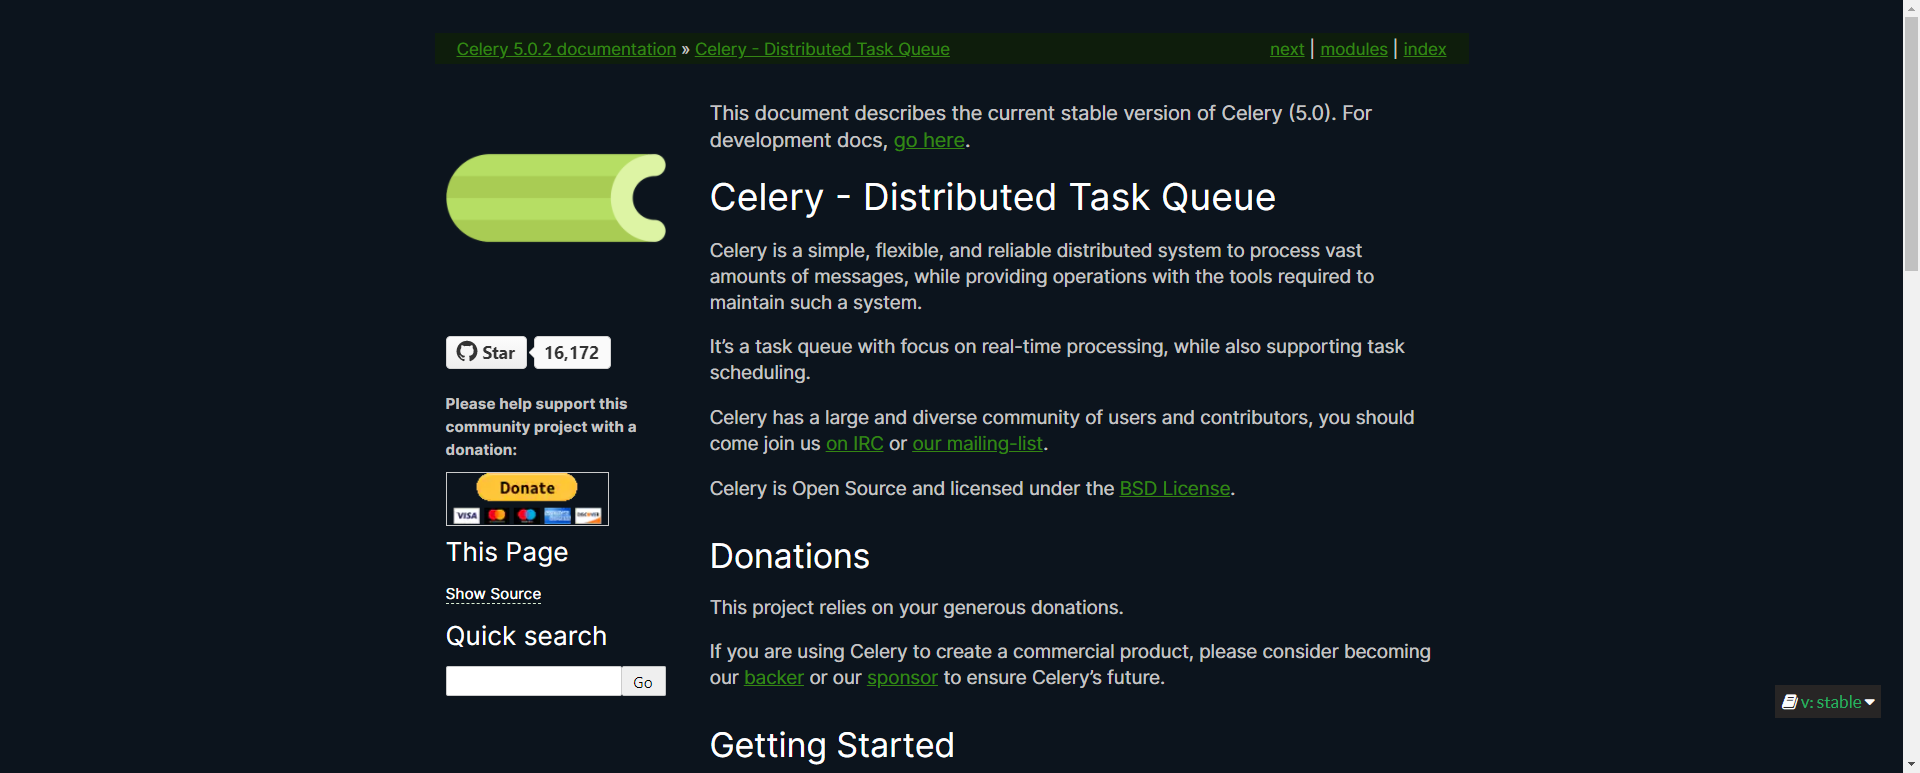 Celery 5.0.2 documentation » Celery - Distributed Task Queue
next | modules | index
Star 16,172
Please help support this
community project with a
donation:
Donate
VISA
DISCOVER
This Page
Show Source
Quick search
Go
This document describes the current stable version of Celery (5.0). For
development docs, go here.
Celery - Distributed Task Queue
Celery is a simple, flexible, and reliable distributed system to process vast
amounts of messages, while providing operations with the tools required to
maintain such a system.
It’s a task queue with focus on real-time processing, while also supporting task
scheduling.
Celery has a large and diverse community of users and contributors, you should
come join us on IRC or our mailing-list.
Celery is Open Source and licensed under the BSD License.
Donations
This project relies on your generous donations.
If you are using Celery to create a commercial product, please consider becoming
our backer or our sponsor to ensure Celery’s future.
Getting Started
v: stable